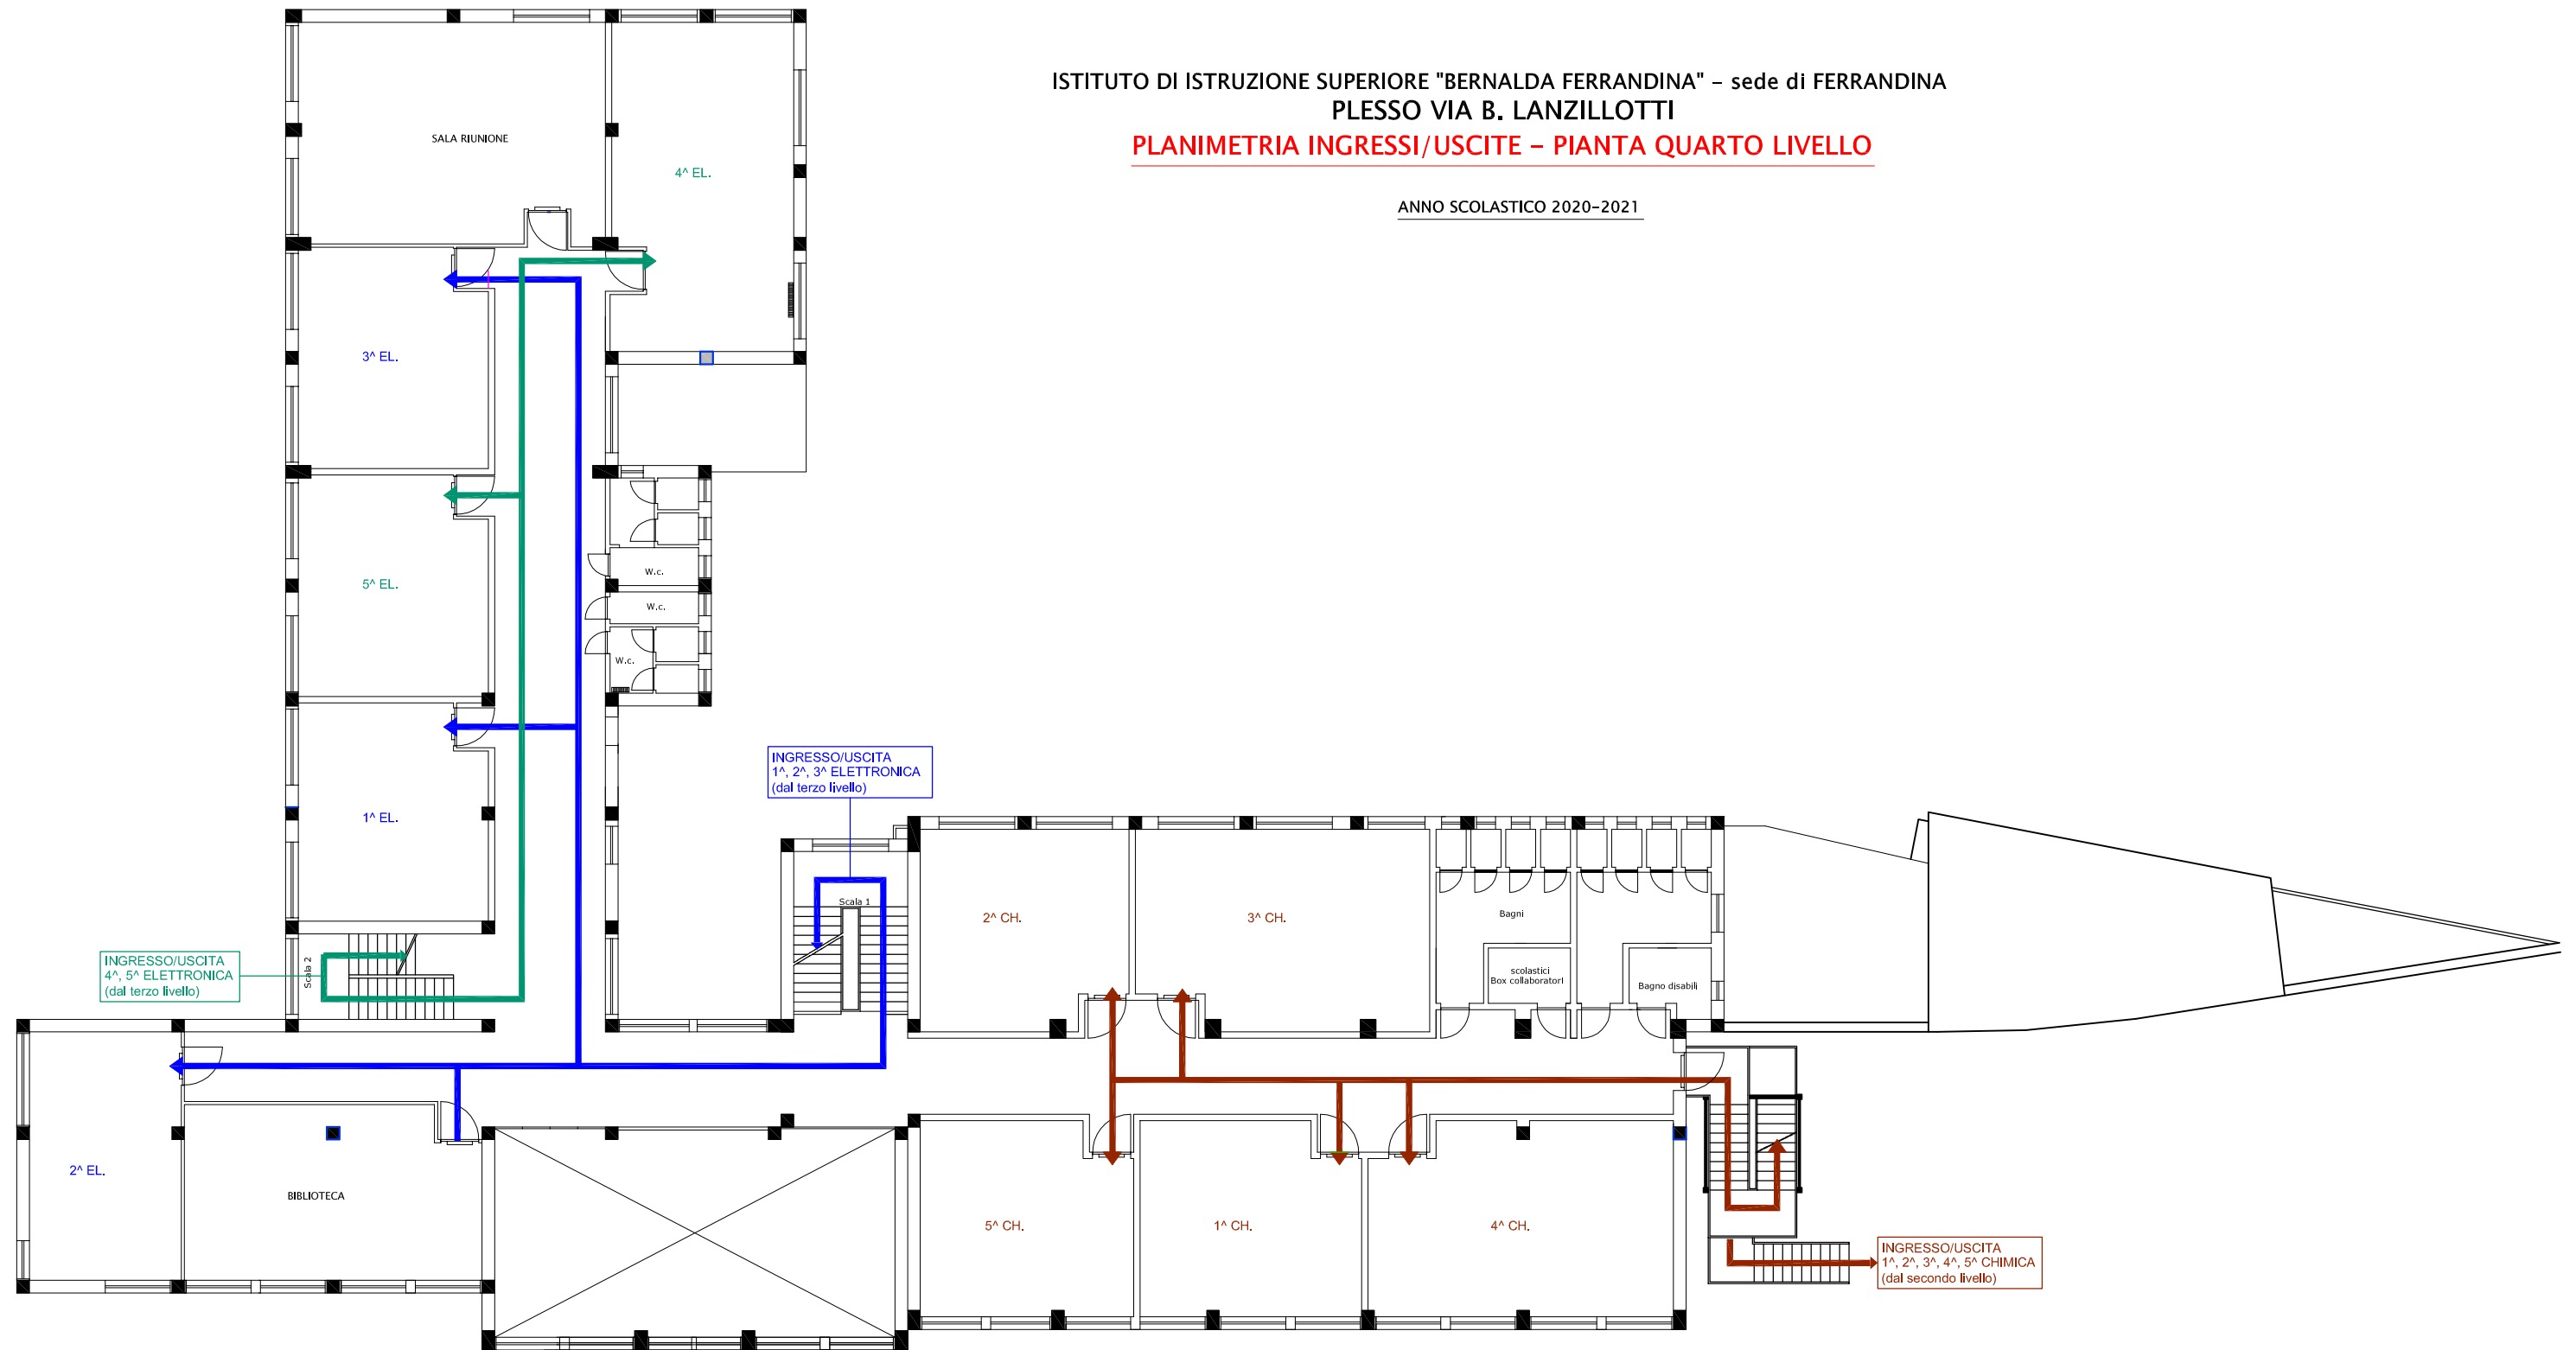 ISTITUTO DI ISTRUZIONE SUPERIORE "BERNALDA FERRANDINA" - sede di FERRANDINA
PLESSO VIA B. LANZILLOTTI
PLANIMETRIA INGRESSI/USCITE - PIANTA QUARTO LIVELLO
ANNO SCOLASTICO 2020-2021
SALA RIUNIONE
4^ EL.
3^ EL.
5^ EL.
W.c.
W.c.
W.c.
1^ EL.
INGRESSO/USCITA
1^, 2^, 3^ ELETTRONICA
(dal terzo livello)
Scala 1
2^ CH.
3^ CH.
Bagni
scolastici
Box collaboratori
Bagno disabili
INGRESSO/USCITA
4^, 5^ ELETTRONICA
(dal terzo livello)
Scala 2
2^ EL.
BIBLIOTECA
5^ CH.
1^ CH.
4^ CH.
INGRESSO/USCITA
1^, 2^, 3^, 4^, 5^ CHIMICA
(dal secondo livello)